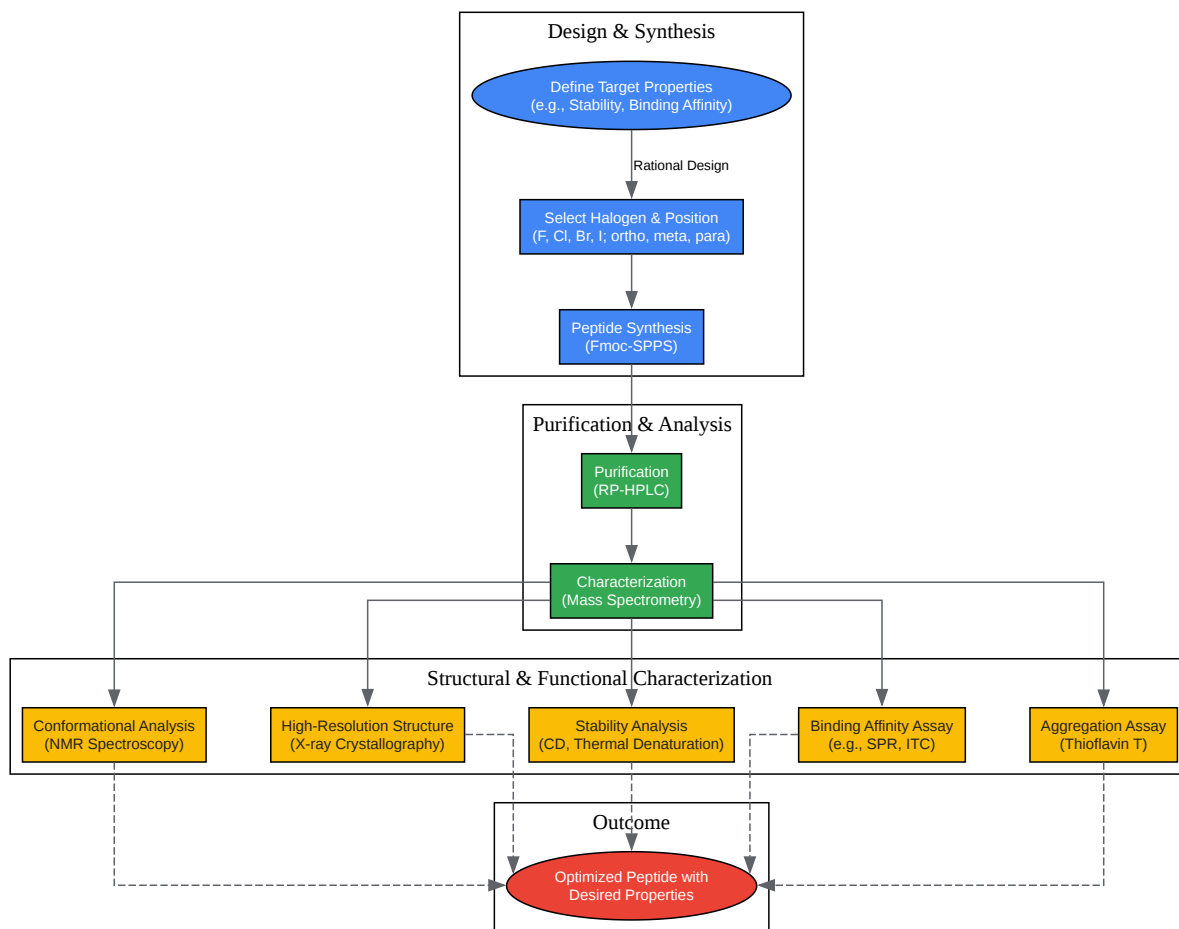 Design & Synthesis
Define Target Properties
(e.g., Stability, Binding Affinity)
Rational Design
Select Halogen & Position
(F, Cl, Br, I; ortho, meta, para)
Peptide Synthesis
(Fmoc-SPPS)
Purification & Analysis
Purification
(RP-HPLC)
Characterization
(Mass Spectrometry)
Structural & Functional Characterization
Conformational Analysis
(NMR Spectroscopy)
High-Resolution Structure
(X-ray Crystallography)
Stability Analysis
(CD, Thermal Denaturation)
Binding Affinity Assay
(e.g., SPR, ITC)
Aggregation Assay
(Thioflavin T)
Outcome
Optimized Peptide with
Desired Properties